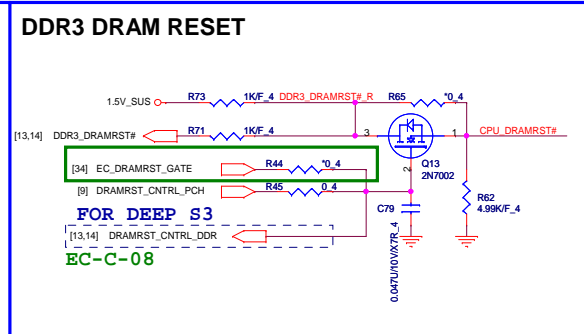 DDR3 DRAM RESET
1.5V_SUS R73 1K/F_4 DDR3_DRAMRST#_R R65 *0_4
[13,14] DDR3_DRAMRST# R71 1K/F_4 3 1 CPU_DRAMRST#
[34] EC_DRAMRST_GATE R44 *0_4 2 Q13
2N7002
[9] DRAMRST_CNTRL_PCH R45 0_4 R62
4.99K/F_4
FOR DEEP S3 C79
[13,14] DRAMRST_CNTRL_DDR
EC-C-08
0.047U/10V/X7R_4